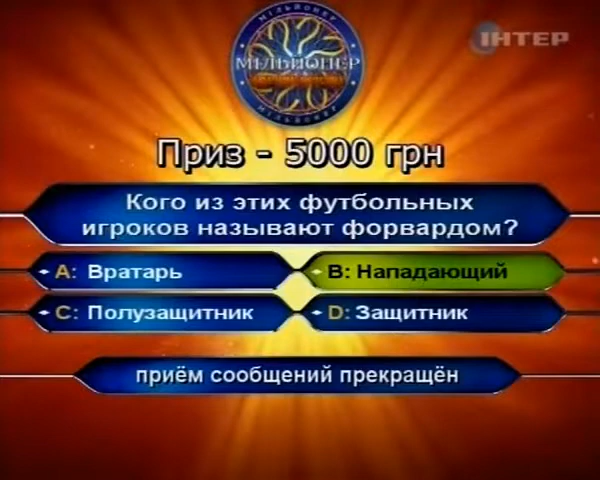 МІЛЬЙОНЕР
МІЛЬЙОНЕР
МІЛЬЙОНЕР
ІНТЕР
Приз - 5000 грн
Кого из этих футбольных
игроков называют форвардом?
A: Вратарь
B: Нападающий
C: Полузащитник
D: Защитник
приём сообщений прекращён